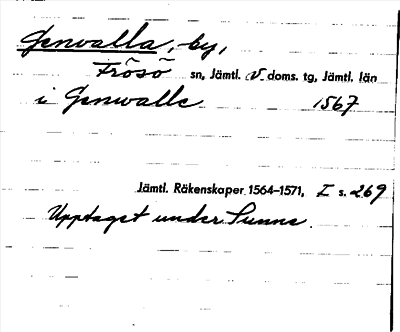 Genvalla, by,
Frösö sn, Jämtl. v. doms. tg, Jämtl. län
i Genwalle 1567
Jämtl. Räkenskaper 1564-1571, I s. 269
Upptaget under Sunne.